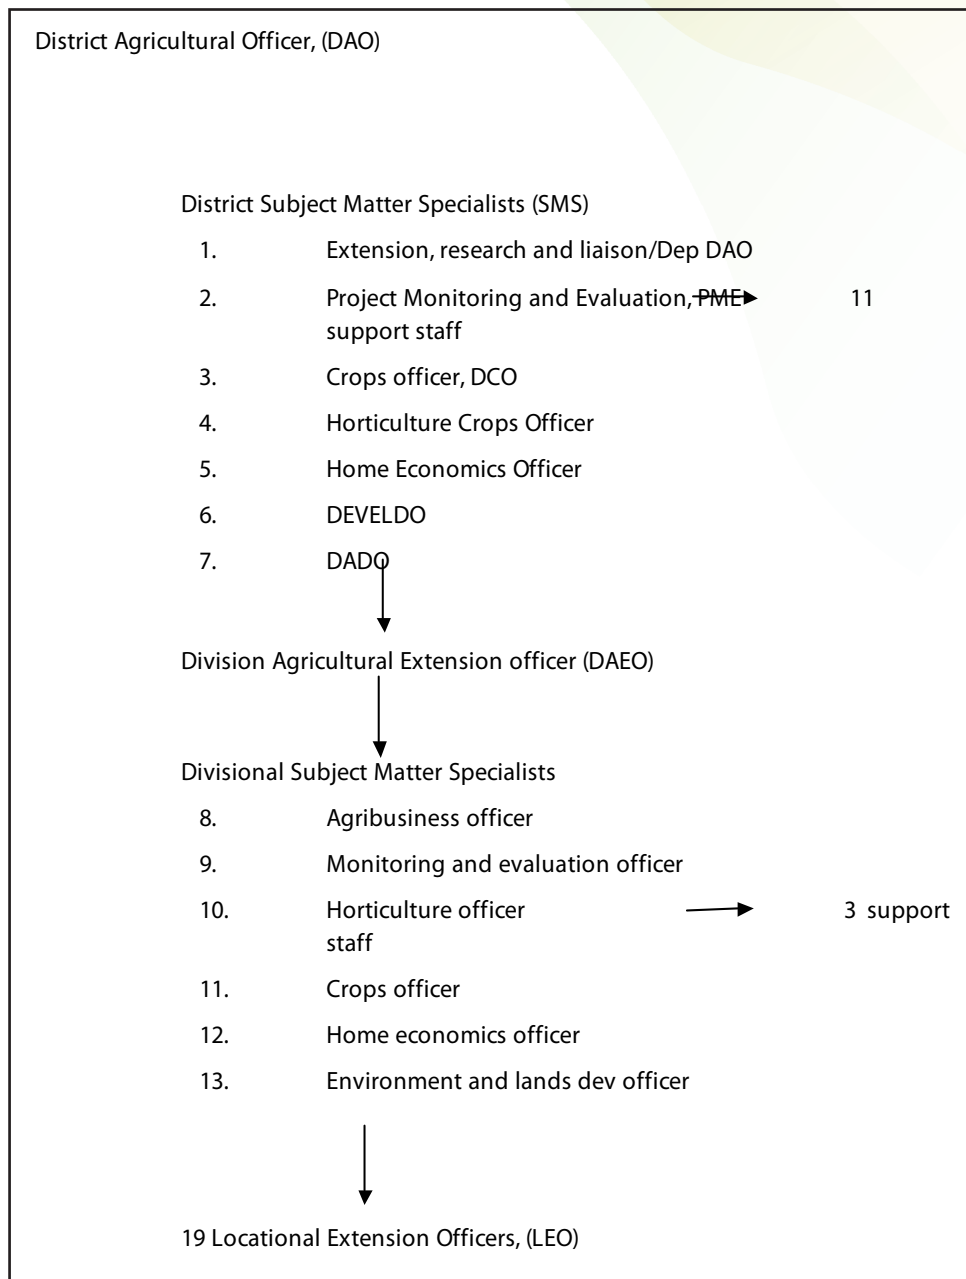 District Agricultural Officer, (DAO)
District Subject Matter Specialists (SMS)
1. Extension, research and liaison/Dep DAO
2. Project Monitoring and Evaluation, PME 11
support staff
3. Crops officer, DCO
4. Horticulture Crops Officer
5. Home Economics Officer
6. DEVELDO
7. DADO
Division Agricultural Extension officer (DAEO)
Divisional Subject Matter Specialists
8. Agribusiness officer
9. Monitoring and evaluation officer
10. Horticulture officer 3 support
staff
11. Crops officer
12. Home economics officer
13. Environment and lands dev officer
19 Locational Extension Officers, (LEO)